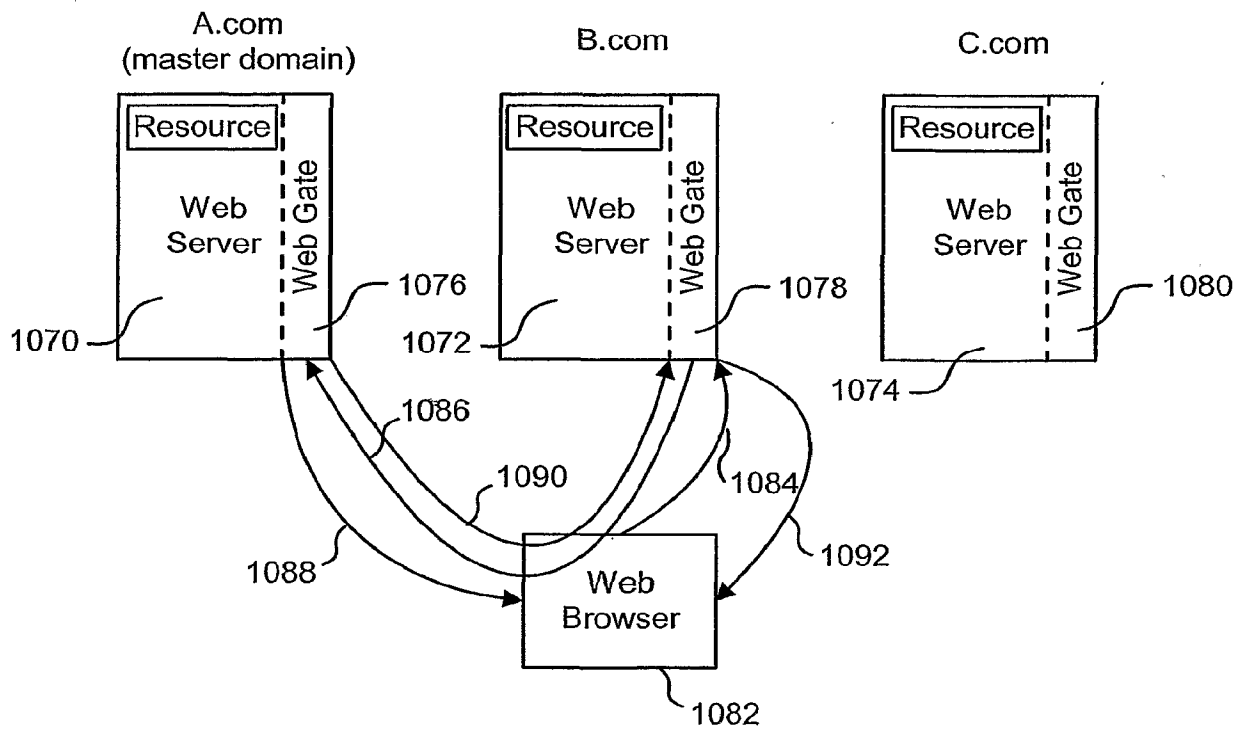 A.com
(master domain)
B.com
C.com
Resource
Web
Server
Web Gate
Resource
Web
Server
Web Gate
Resource
Web
Server
Web Gate
1070
1076
1072
1078
1074
1080
1086
1090
1084
1088
1092
Web
Browser
1082